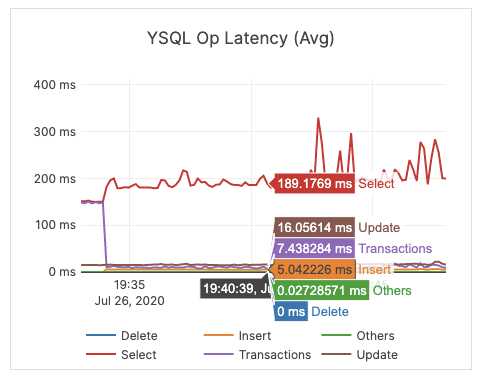 YSQL Op Latency (Avg)
400 ms
300 ms
200 ms
100 ms
0 ms
189.1769 ms Select
16.05614 ms Update
7.438284 ms Transactions
5.042226 ms Insert
0.02728571 ms Others
0 ms Delete
19:40:39, Ju
19:35
Jul 26, 2020
Delete
Insert
Others
Select
Transactions
Update